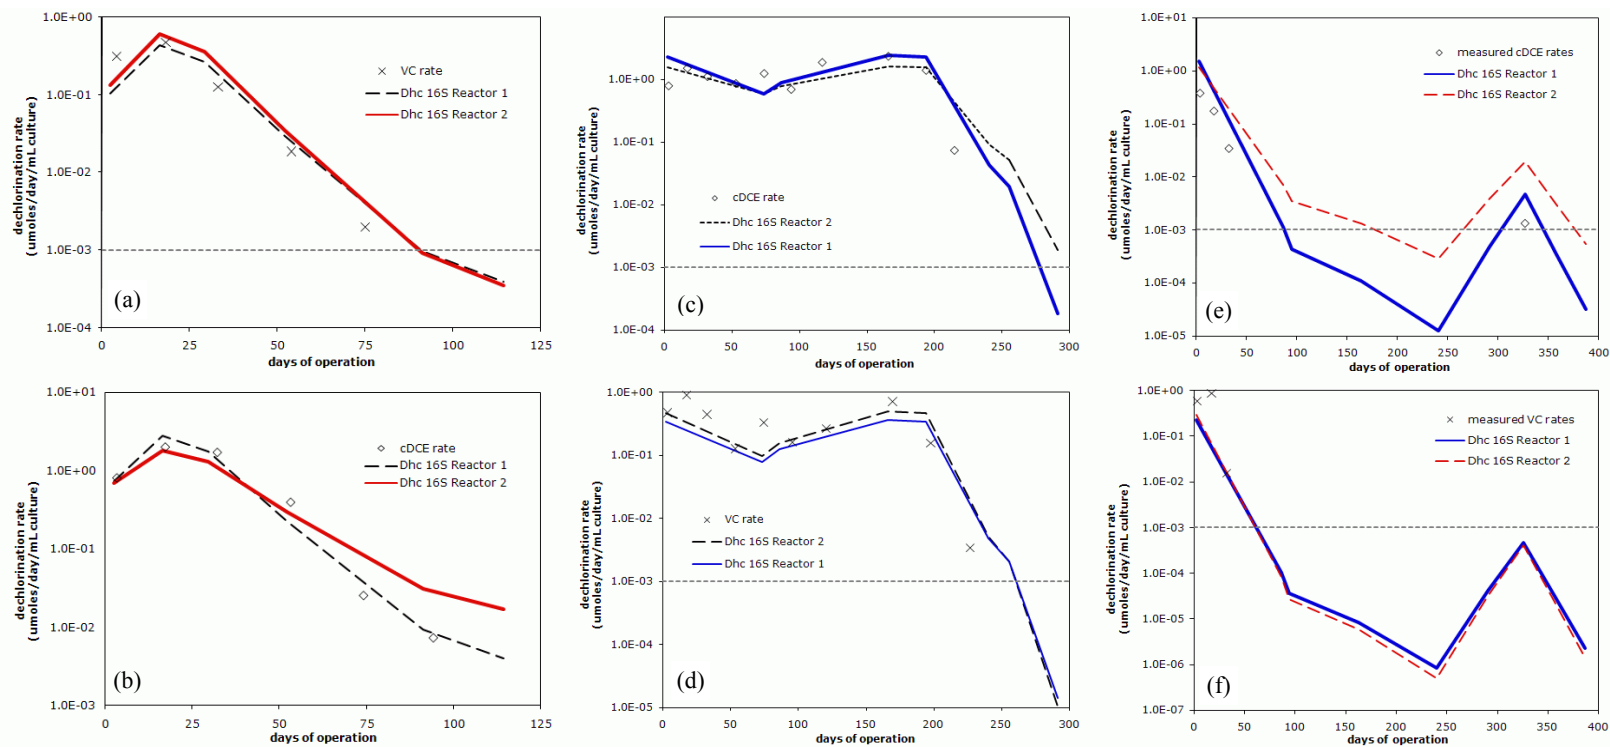 1.0E+00
1.0E-01
1.0E-02
1.0E-03
1.0E-04
dechlorination rate
(umoles/day/mL culture)
VC rate
Dhc 16S Reactor 1
Dhc 16S Reactor 2
(a)
0 25 50 75 100 125
days of operation
1.0E+01
1.0E+00
1.0E-01
1.0E-02
1.0E-03
dechlorination rate
(umoles/day/mL culture)
cDCE rate
Dhc 16S Reactor 1
Dhc 16S Reactor 2
(b)
0 25 50 75 100 125
days of operation
1.0E+00
1.0E-01
1.0E-02
1.0E-03
1.0E-04
dechlorination rate
(umoles/day/mL culture)
cDCE rate
Dhc 16S Reactor 2
Dhc 16S Reactor 1
(c)
0 50 100 150 200 250 300
days of operation
1.0E+00
1.0E-01
1.0E-02
1.0E-03
1.0E-04
1.0E-05
dechlorination rate
(umoles/day/mL culture)
VC rate
Dhc 16S Reactor 2
Dhc 16S Reactor 1
(d)
0 50 100 150 200 250 300
days of operation
1.0E+01
1.0E+00
1.0E-01
1.0E-02
1.0E-03
1.0E-04
1.0E-05
dechlorination rate
(umoles/day/mL culture)
measured cDCE rates
Dhc 16S Reactor 1
Dhc 16S Reactor 2
(e)
0 50 100 150 200 250 300 350 400
days of operation
1.0E+00
1.0E-01
1.0E-02
1.0E-03
1.0E-04
1.0E-05
1.0E-06
1.0E-07
dechlorination rate
(umoles/day/mL culture)
measured VC rates
Dhc 16S Reactor 1
Dhc 16S Reactor 2
(f)
0 50 100 150 200 250 300 350 400
days of operation